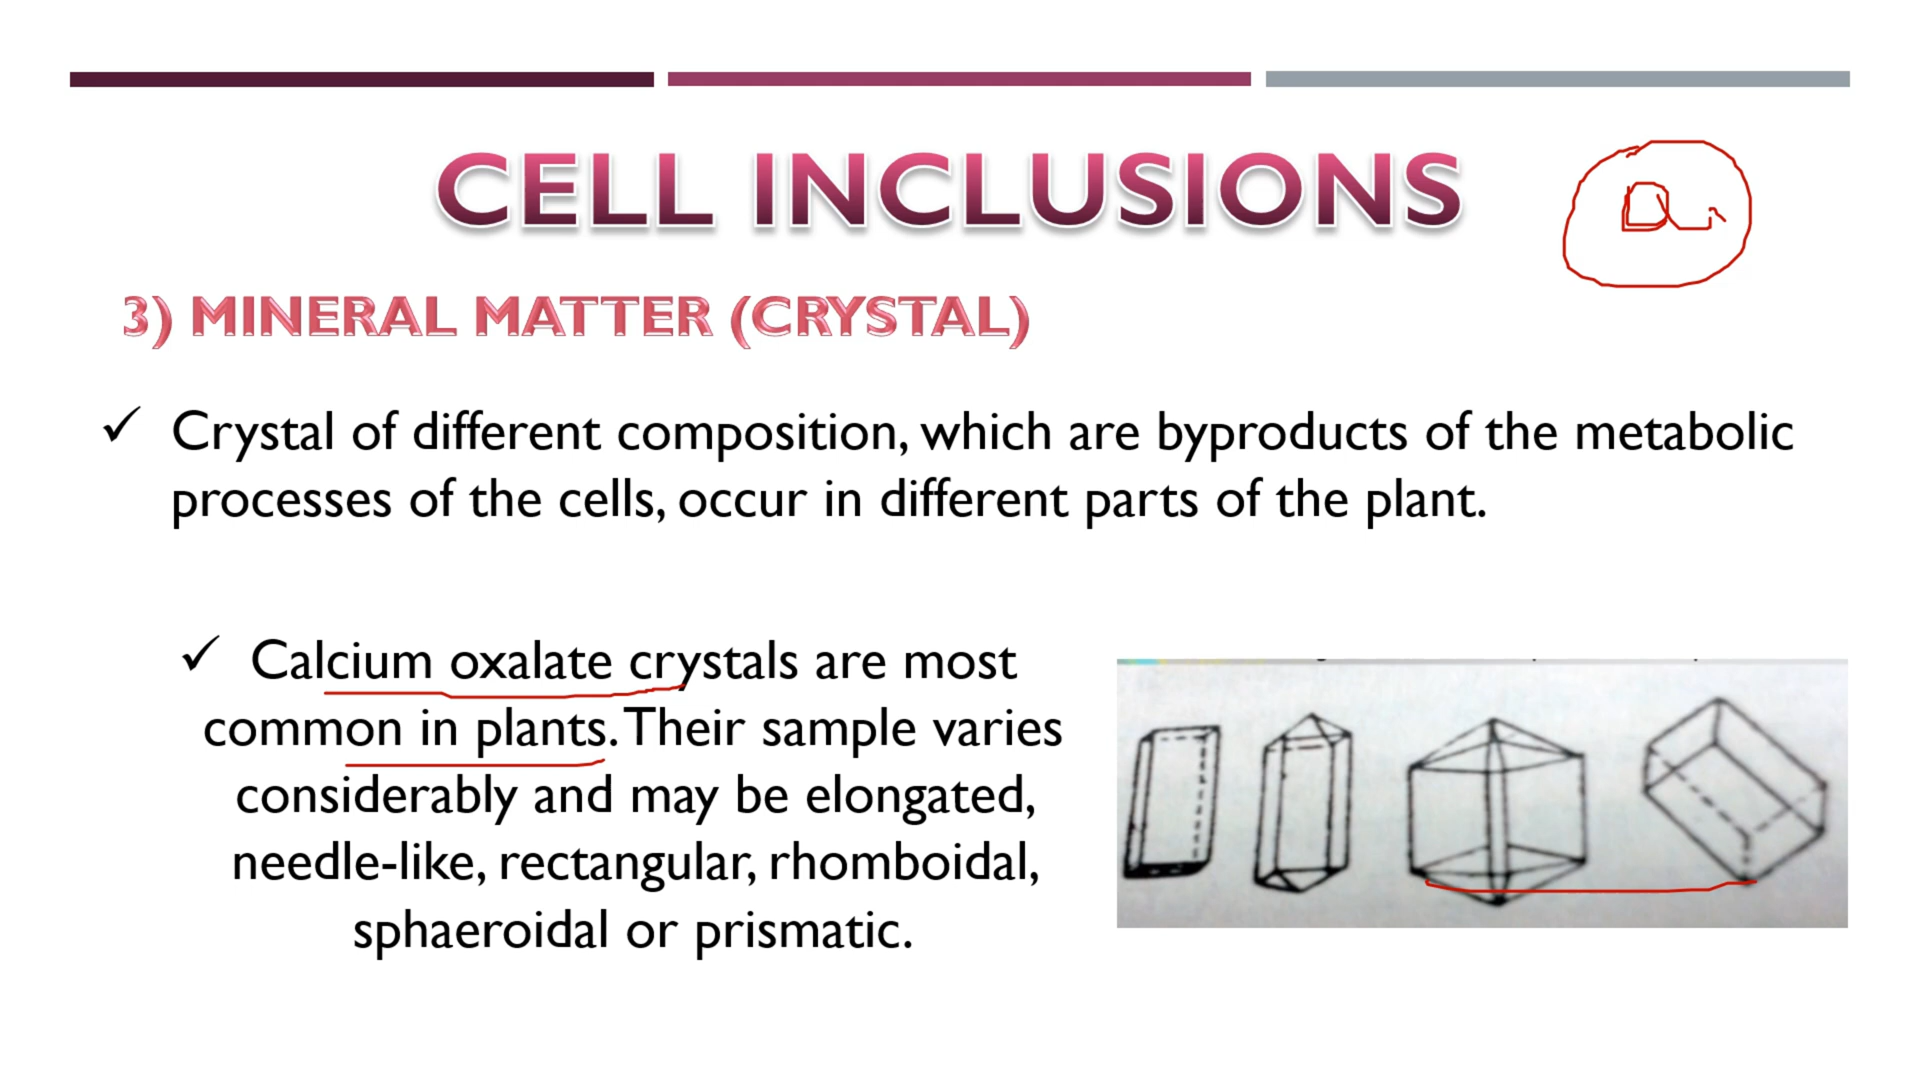 CELL INCLUSIONS
3) MINERAL MATTER (CRYSTAL)
✓ Crystal of different composition, which are byproducts of the metabolic
processes of the cells, occur in different parts of the plant.
✓ Calcium oxalate crystals are most
common in plants. Their sample varies
considerably and may be elongated,
needle-like, rectangular, rhomboidal,
sphaeroidal or prismatic.